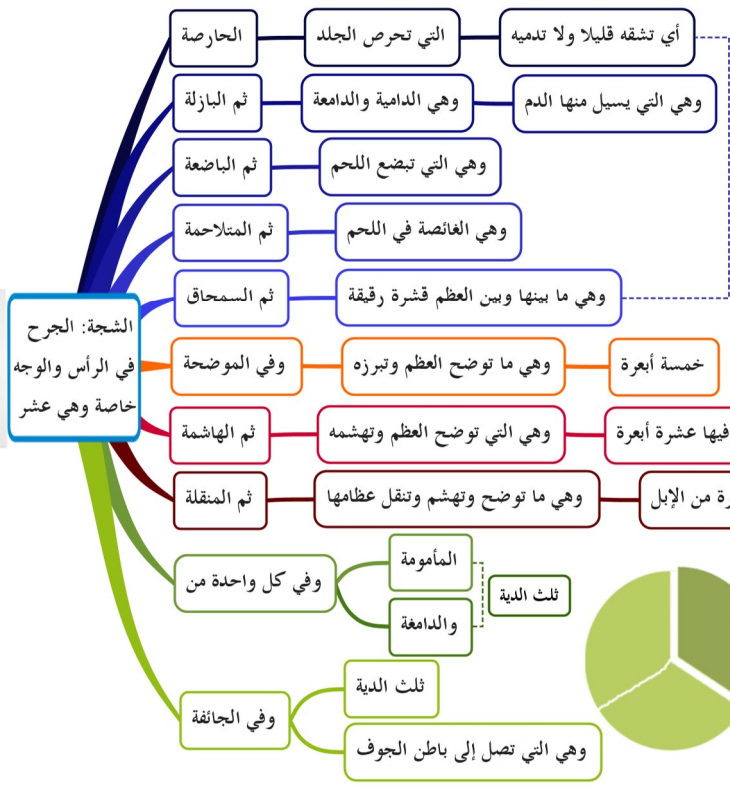 الشجة: الجرح
في الرأس والوجه
خاصة وهي عشر
الحارصة
التي تحرص الجلد
أي تشقه قليلا ولا تدميه
ثم البازلة
وهي الدامية والدامعة
وهي التي يسيل منها الدم
ثم الباضعة
وهي التي تبضع اللحم
ثم المتلاحمة
وهي الغائصة في اللحم
ثم السمحاق
وهي ما بينها وبين العظم قشرة رقيقة
وفي الموضحة
وهي ما توضح العظم وتبرزه
خمسة أبعرة
ثم الهاشمة
وهي التي توضح العظم وتهشمه
فيها عشرة أبعرة
ثم المنقلة
وهي ما توضح وتهشم وتنقل عظامها
من الإبل
وفي كل واحدة من
المأمومة
والدامغة
ثلث الدية
وفي الجائفة
ثلث الدية
وهي التي تصل إلى باطن الجوف